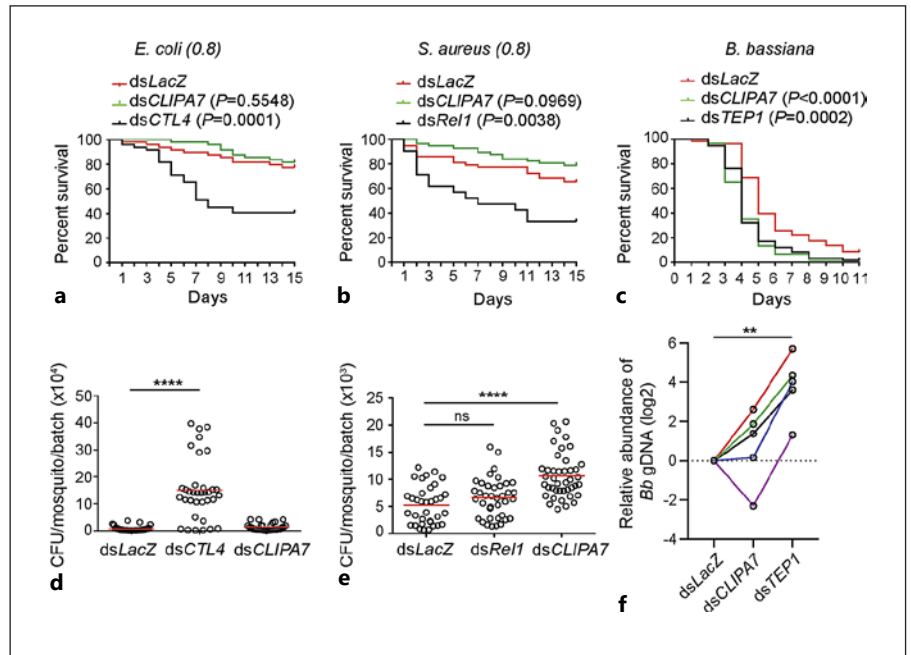 E. coli (0.8)
dsLacZ
dsCLIPA7 (P=0.5548)
dsCTL4 (P=0.0001)
Percent survival
100
80
60
40
20
0
1 3 5 7 9 11 13 15
Days
a
S. aureus (0.8)
dsLacZ
dsCLIPA7 (P=0.0969)
dsRel1 (P=0.0038)
Percent survival
100
80
60
40
20
0
1 3 5 7 9 11 13 15
Days
b
B. bassiana
dsLacZ
dsCLIPA7 (P<0.0001)
dsTEP1 (P=0.0002)
Percent survival
100
80
60
40
20
0
0 1 2 3 4 5 6 7 8 9 10 11
Days
c
CFU/mosquito/batch (x10⁴)
50
40
30
20
10
0
****
dsLacZ dsCTL4 dsCLIPA7
d
CFU/mosquito/batch (x10³)
25
20
15
10
5
0
****
ns
dsLacZ dsRel1 dsCLIPA7
e
Relative abundance of
Bb gDNA (log2)
6
4
2
0
-2
-4
**
dsLacZ
dsCLIPA7
dsTEP1
f